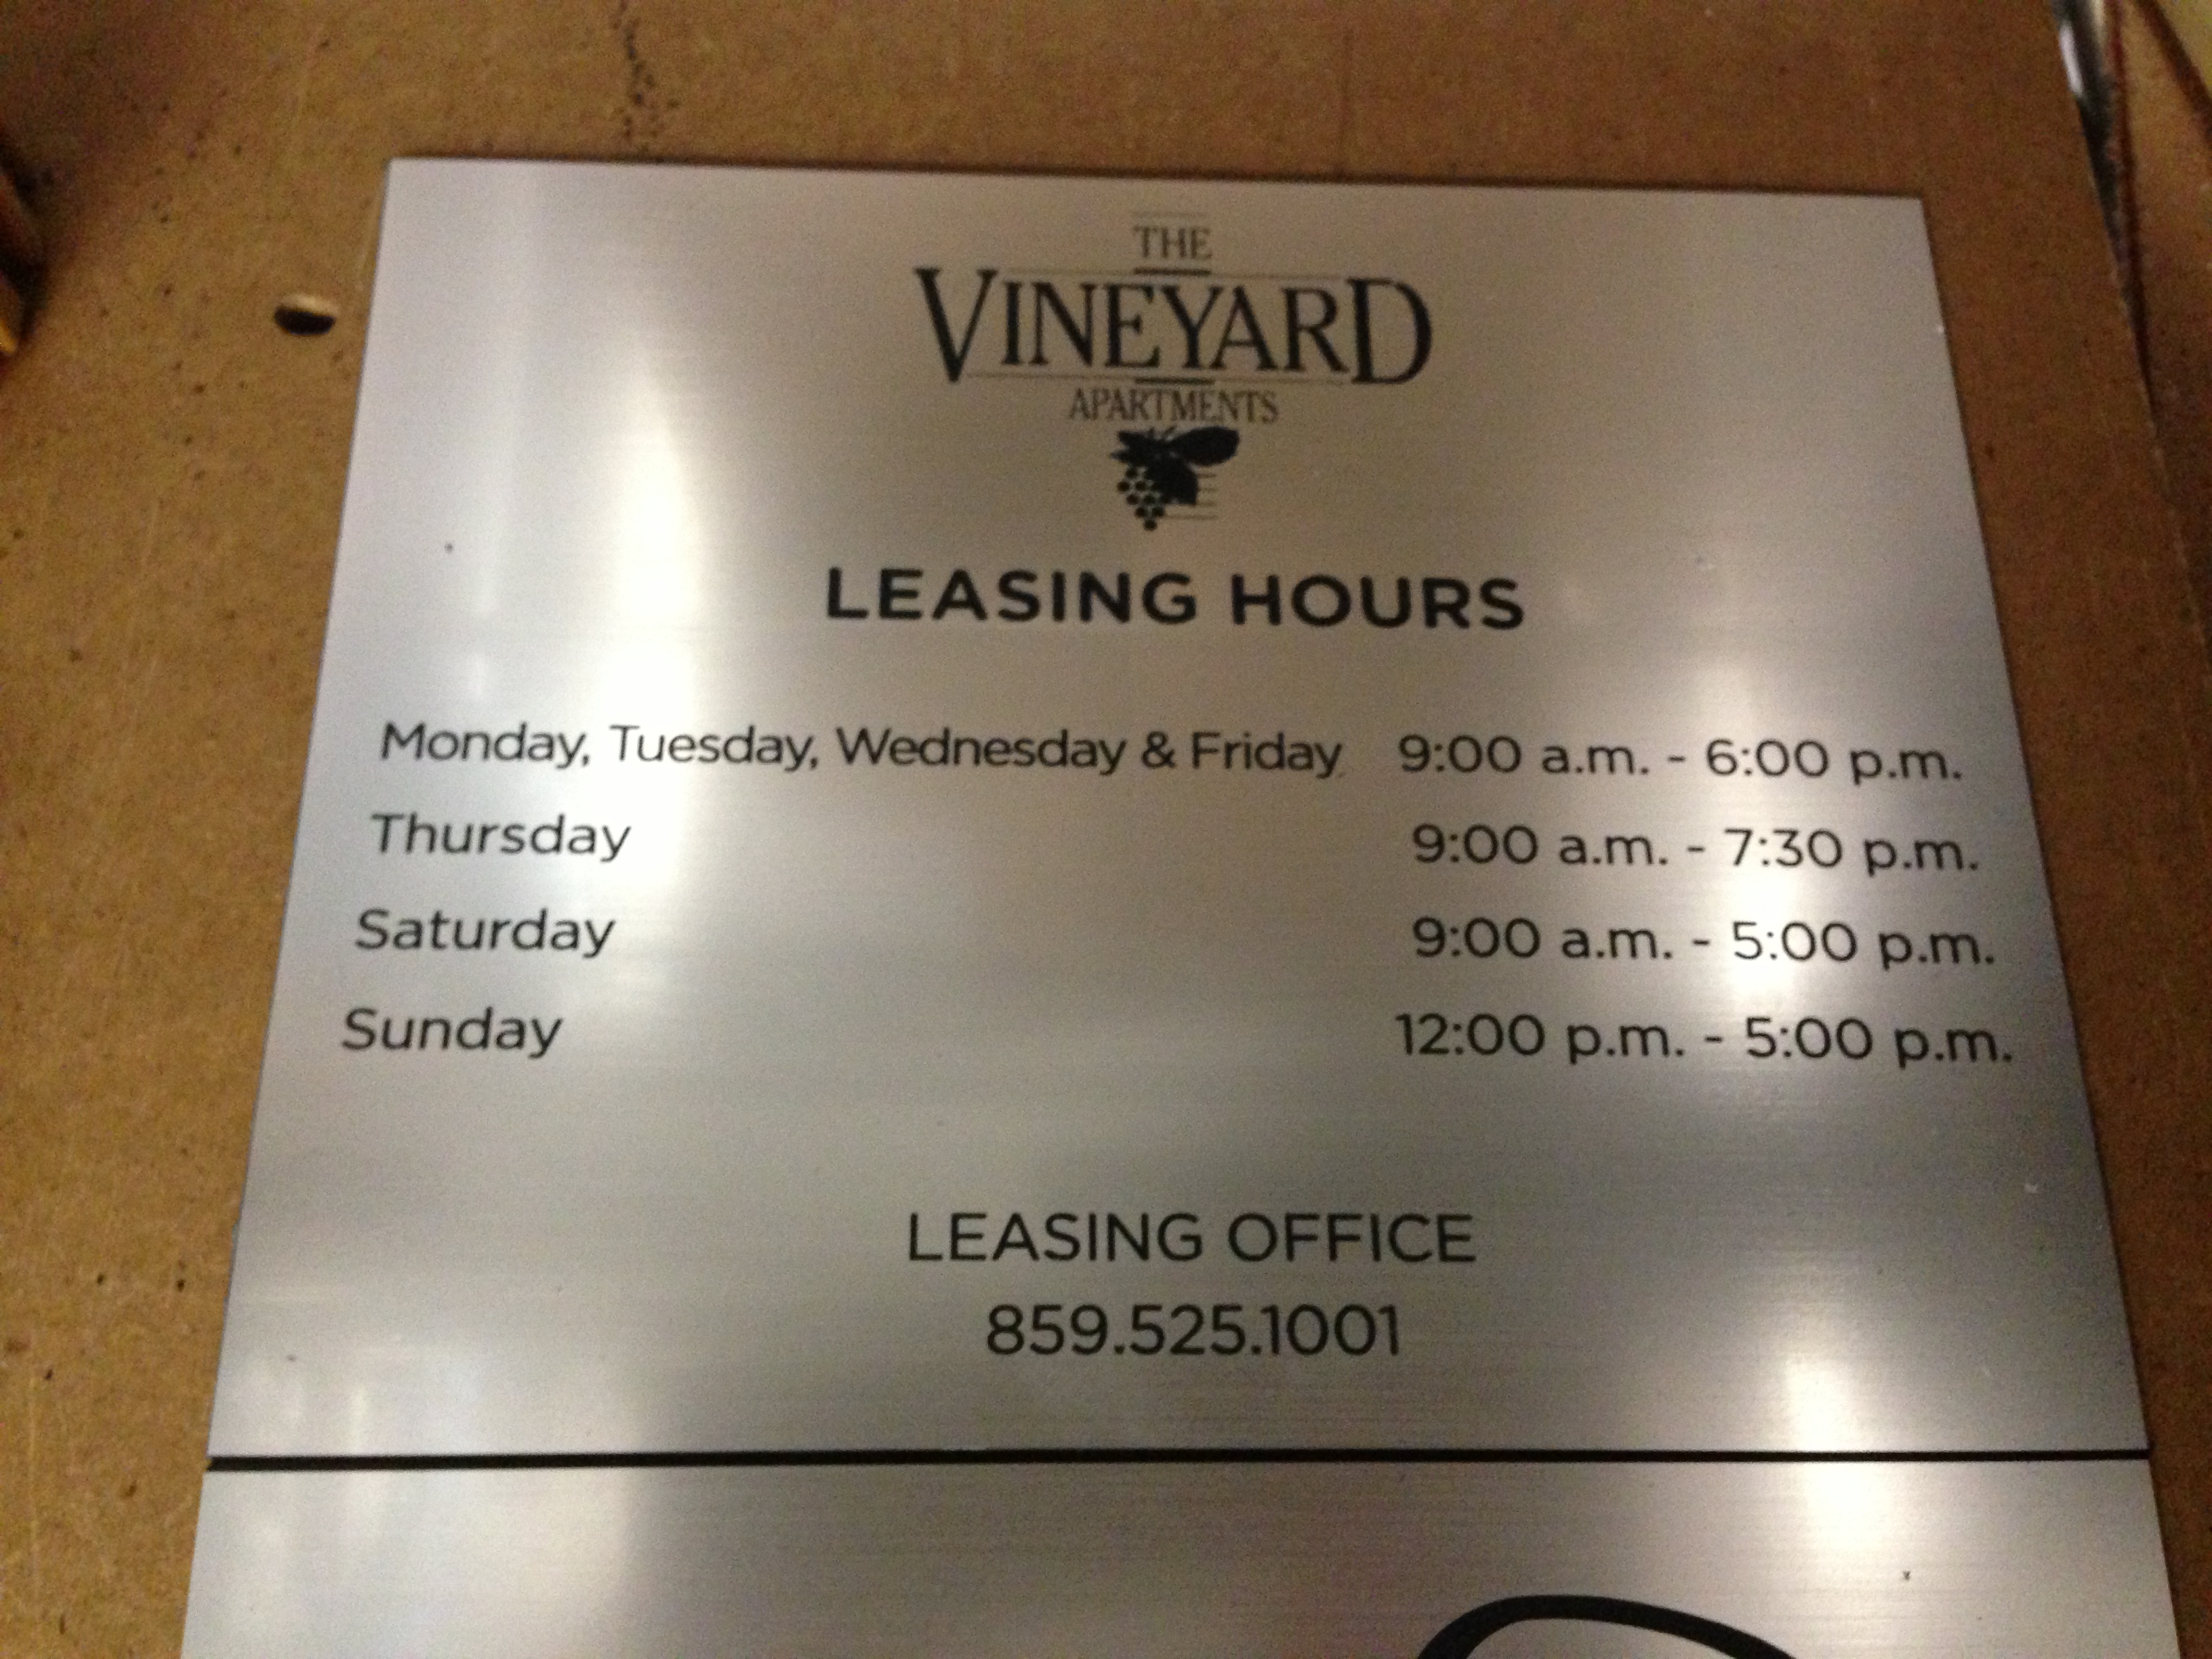 THE
VINEYARD
APARTMENTS
LEASING HOURS
Monday, Tuesday, Wednesday & Friday 9:00 a.m. - 6:00 p.m.
Thursday 9:00 a.m. - 7:30 p.m.
Saturday 9:00 a.m. - 5:00 p.m.
Sunday 12:00 p.m. - 5:00 p.m.
LEASING OFFICE
859.525.1001